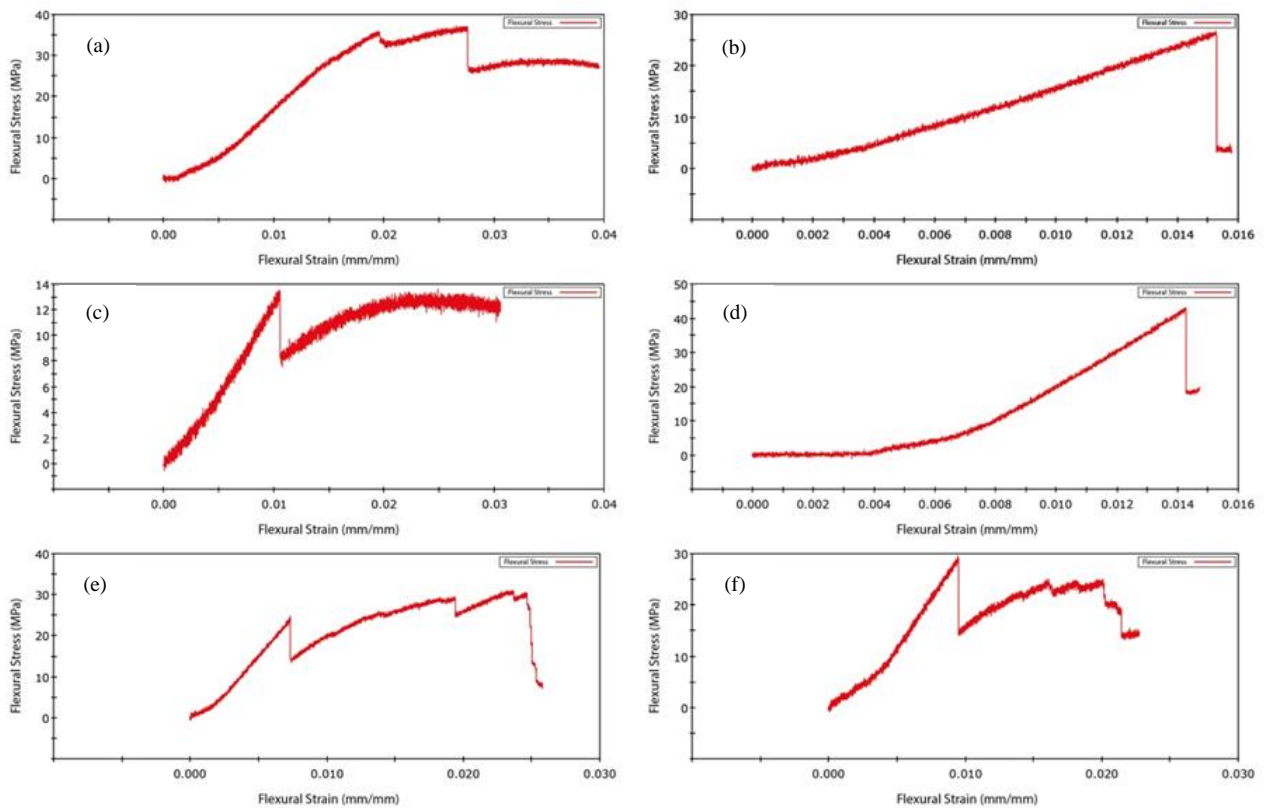 (a)
Flexural Stress
Flexural Stress (MPa)
40
30
20
10
0
0.00 0.01 0.02 0.03 0.04
Flexural Strain (mm/mm)
(b)
Flexural Stress
Flexural Stress (MPa)
30
20
10
0
0.000 0.002 0.004 0.006 0.008 0.010 0.012 0.014 0.016
Flexural Strain (mm/mm)
(c)
Flexural Stress
Flexural Stress (MPa)
14
12
10
8
6
4
2
0
0.00 0.01 0.02 0.03 0.04
Flexural Strain (mm/mm)
(d)
Flexural Stress
Flexural Stress (MPa)
50
40
30
20
10
0
0.000 0.002 0.004 0.006 0.008 0.010 0.012 0.014 0.016
Flexural Strain (mm/mm)
(e)
Flexural Stress
Flexural Stress (MPa)
40
30
20
10
0
0.000 0.010 0.020 0.030
Flexural Strain (mm/mm)
(f)
Flexural Stress
Flexural Stress (MPa)
30
20
10
0
0.000 0.010 0.020 0.030
Flexural Strain (mm/mm)